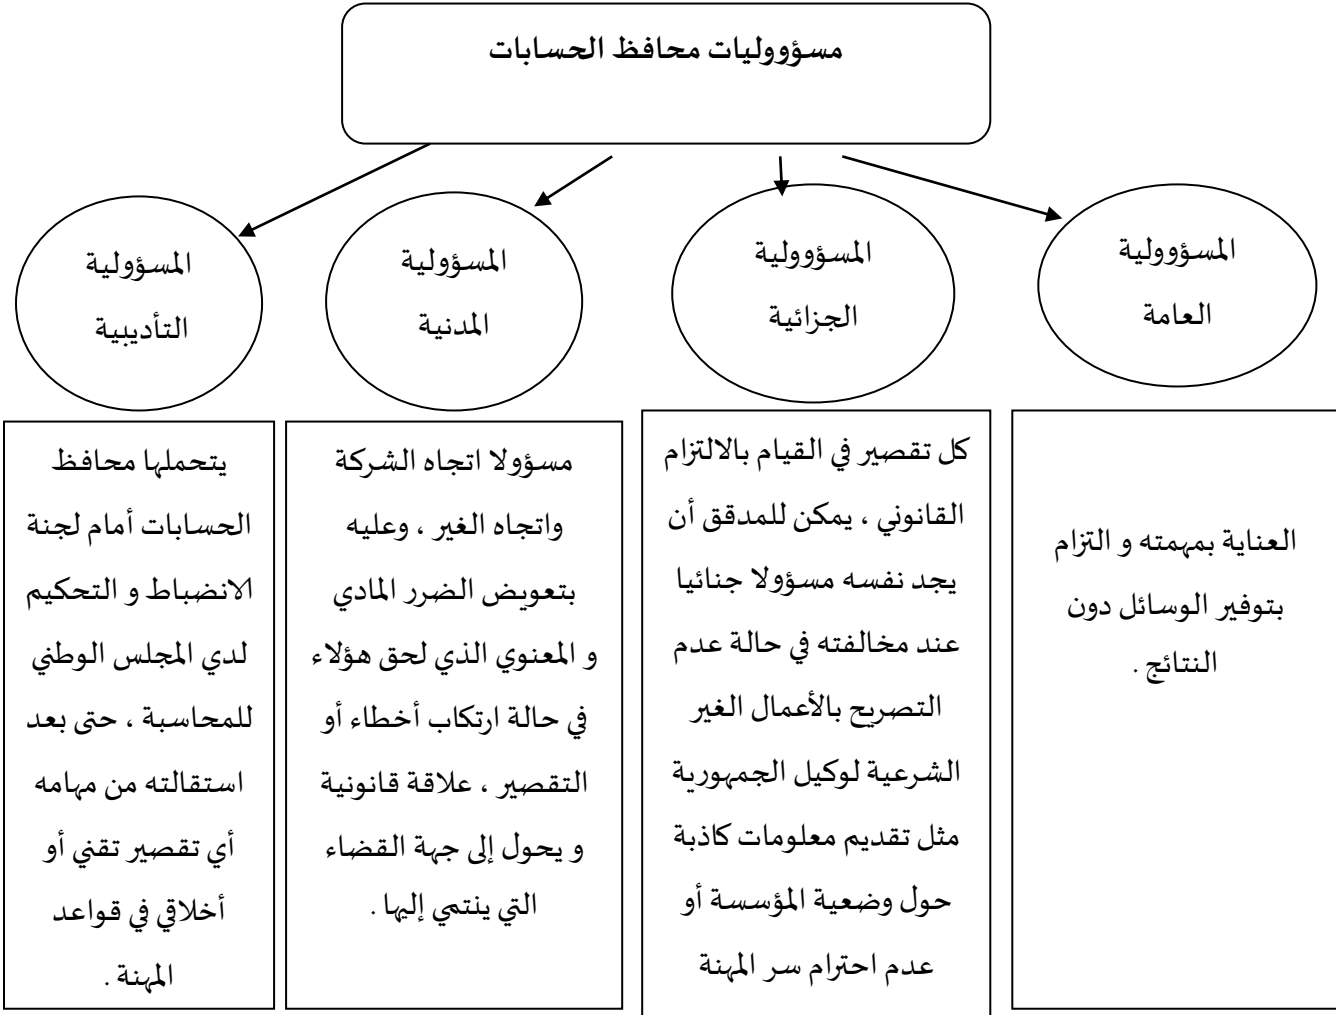 مسؤووليات محافظ الحسابات
المسؤوولية
العامة
المسؤوولية
الجزائية
المسؤولية
المدنية
المسؤولية
التأديبية
العناية بمهمته و التزام
بتوفير الوسائل دون
النتائج .
كل تقصير في القيام بالالتزام
القانوني ، يمكن للمدقق أن
يجد نفسه مسؤولا جنائيا
عند مخالفته في حالة عدم
التصريح بالأعمال الغير
الشرعية لوكيل الجمهورية
مثل تقديم معلومات كاذبة
حول وضعية المؤسسة أو
عدم احترام سر المهنة
مسؤولا اتجاه الشركة
واتجاه الغير ، وعليه
بتعويض الضرر المادي
و المعنوي الذي لحق هؤلاء
في حالة ارتكاب أخطاء أو
التقصير ، علاقة قانونية
و يحول إلى جهة القضاء
التي ينتمي إليها .
يتحملها محافظ
الحسابات أمام لجنة
الانضباط و التحكيم
لدي المجلس الوطني
للمحاسبة ، حتى بعد
استقالته من مهامه
أي تقصير تقني أو
أخلاقي في قواعد
المهنة .